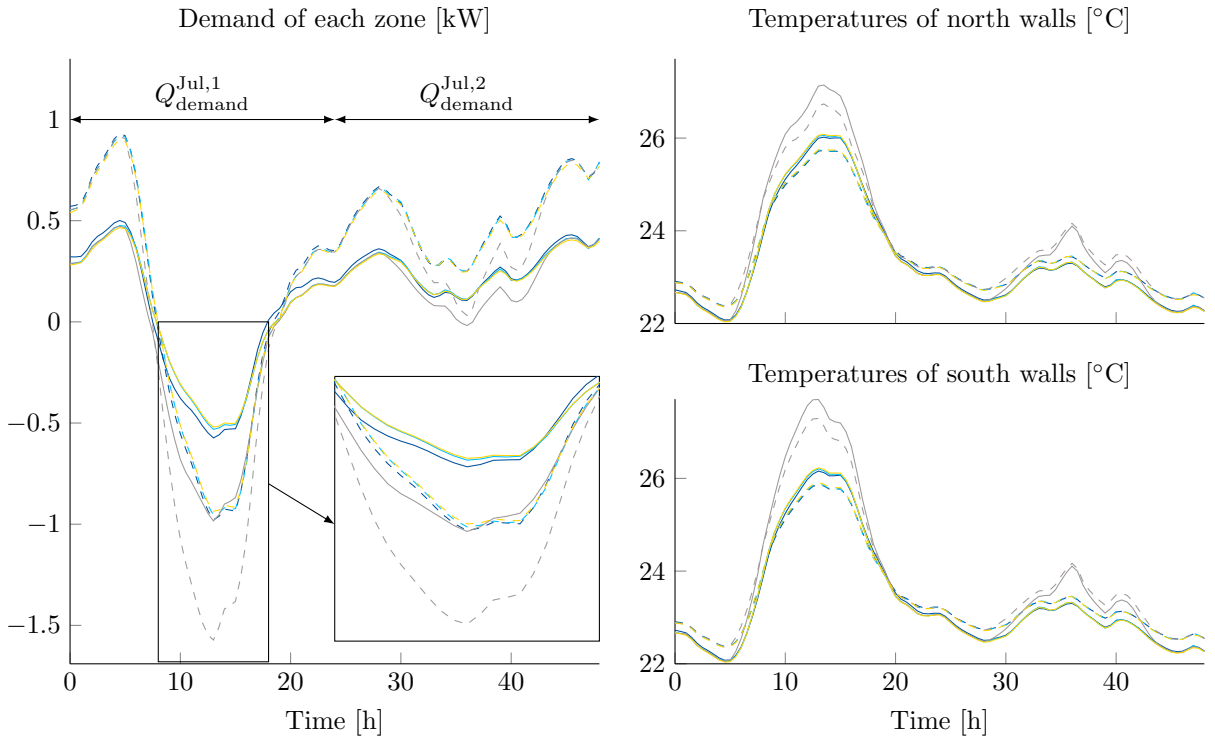 Demand of each zone [kW]
Q^{Jul,1}_{demand}
Q^{Jul,2}_{demand}
1
0.5
0
−0.5
−1
−1.5
0 10 20 30 40
Time [h]
Temperatures of north walls [°C]
26
24
22
Temperatures of south walls [°C]
26
24
22
0 10 20 30 40
Time [h]